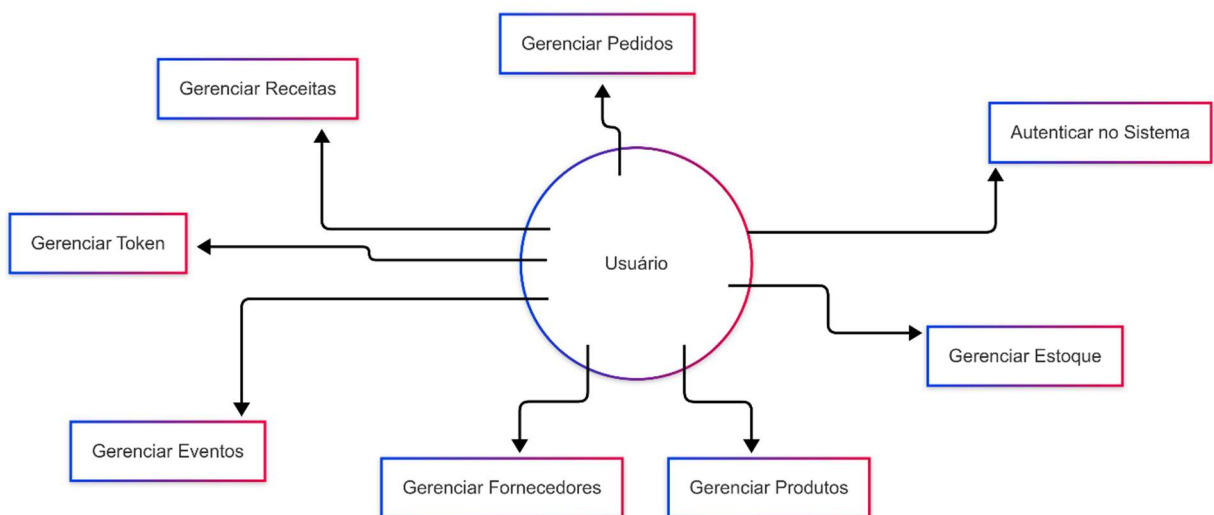 Gerenciar Pedidos
Gerenciar Receitas
Autenticar no Sistema
Gerenciar Token
Usuário
Gerenciar Estoque
Gerenciar Eventos
Gerenciar Fornecedores
Gerenciar Produtos